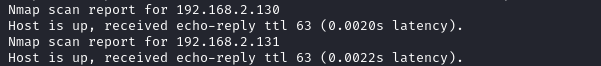 Nmap scan report for 192.168.2.130
Host is up, received echo-reply ttl 63 (0.0020s latency).
Nmap scan report for 192.168.2.131
Host is up, received echo-reply ttl 63 (0.0022s latency).